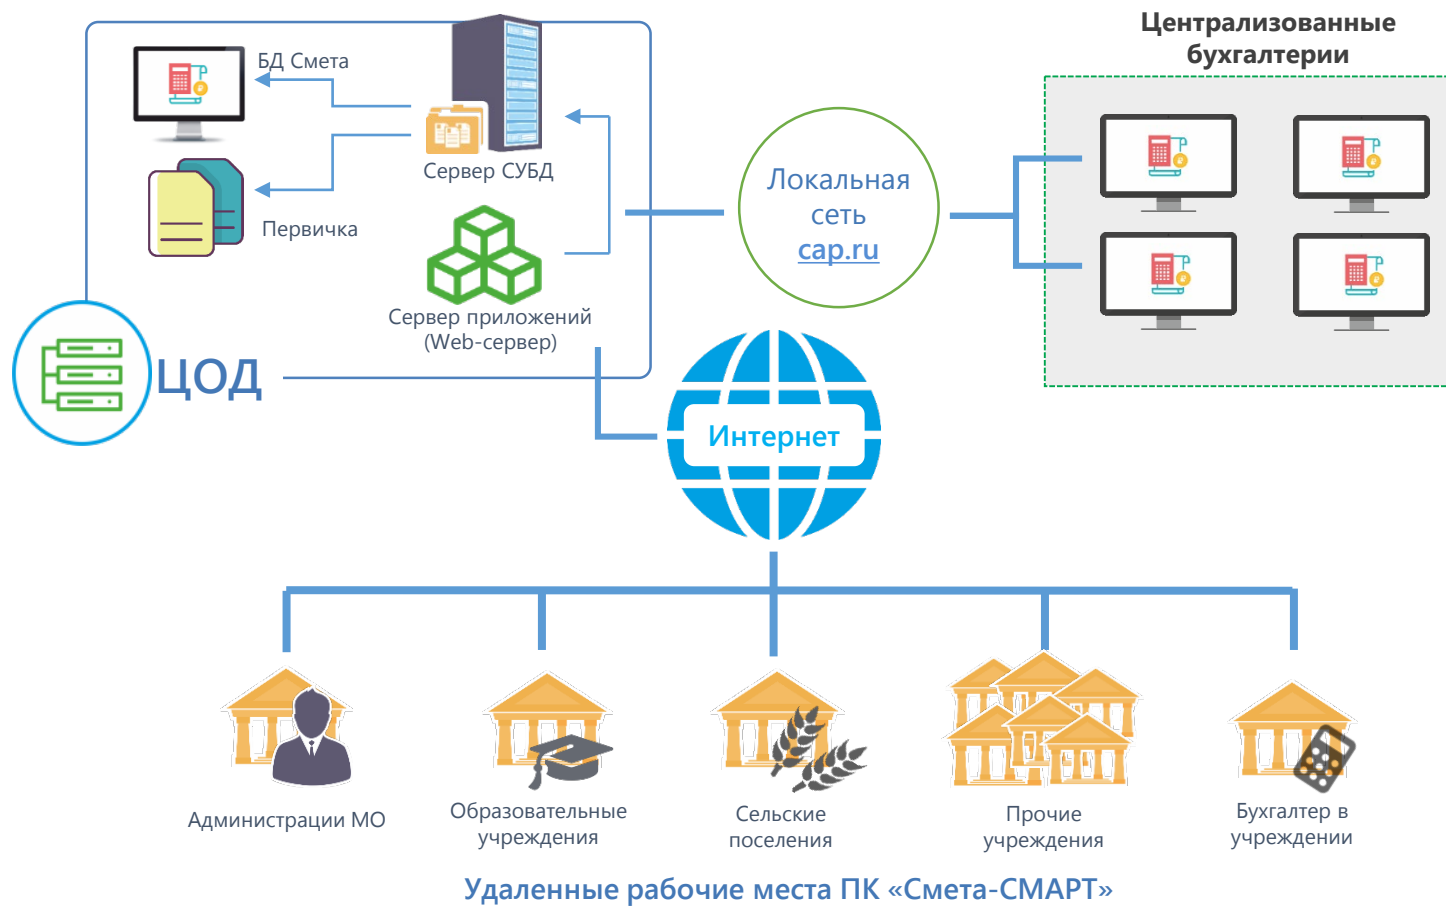 БД Смета
Сервер СУБД
Первичка
Сервер приложений
(Web-сервер)
ЦОД
Локальная
сеть
cap.ru
Централизованные
бухгалтерии
Интернет
Администрации МО
Образовательные
учреждения
Сельские
поселения
Прочие
учреждения
Бухгалтер в
учреждении
Удаленные рабочие места ПК «Смета-СМАРТ»